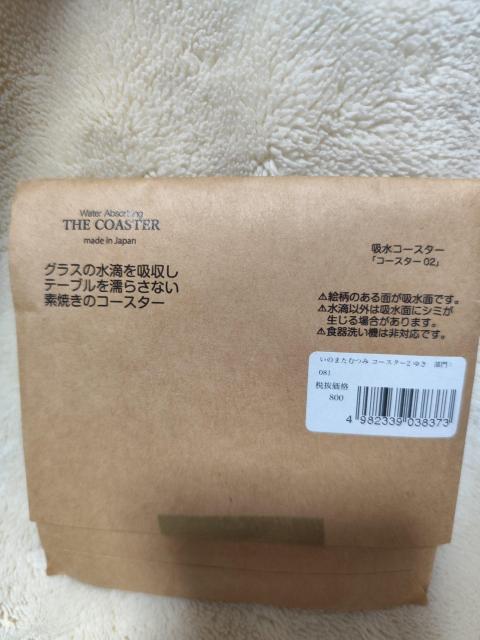 Water Absorbing
THE COASTER
made in Japan
グラスの水滴を吸収し
テーブルを濡らさない
素焼きのコースター
吸水コースター
「コースター 02」
⚠絵柄のある面が吸水面です。
⚠水滴以外は吸水面にシミが
生じる場合があります。
⚠食器洗い機は非対応です。
いのまたむつみ コースター2 ゆき 部門:
081
税抜価格
800
4 982339 038373